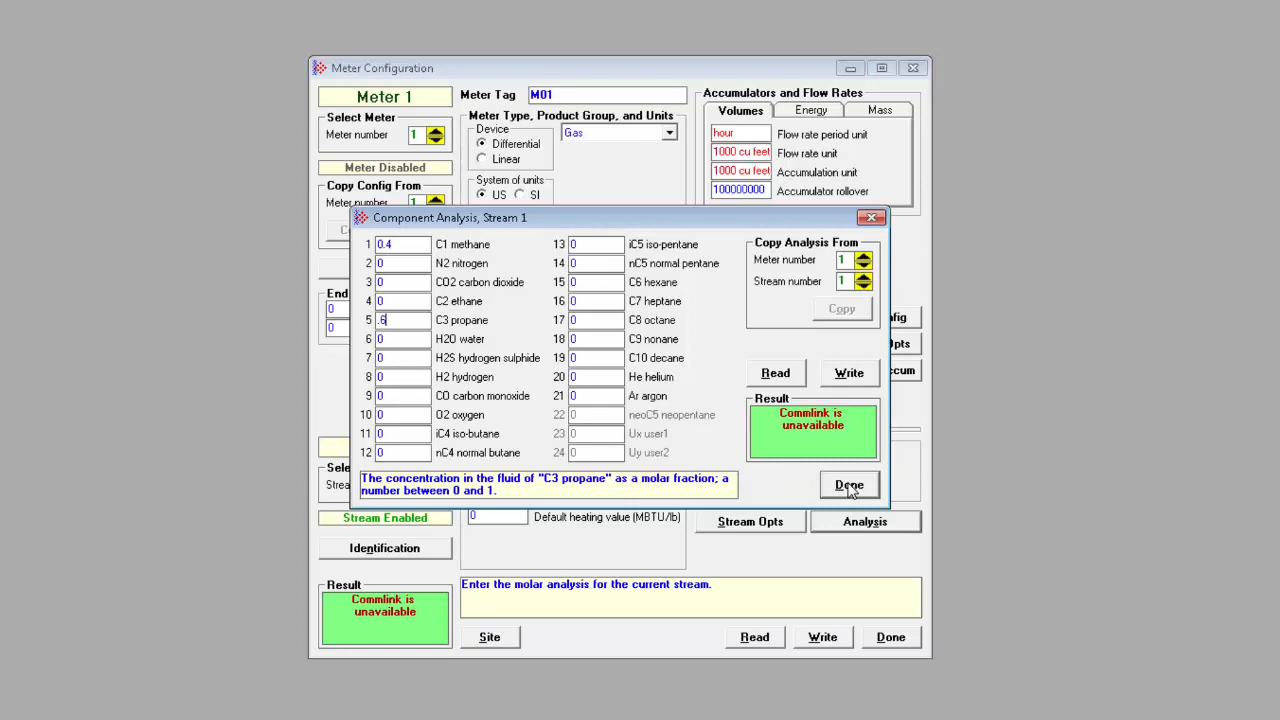 Meter Configuration
Meter 1
Select Meter
Meter number 1
Meter Disabled
Copy Config From
Meter number 1
Meter Tag M01
Meter Type, Product Group, and Units
Device
Differential
Linear
Gas
System of units
US SI
Accumulators and Flow Rates
Volumes Energy Mass
hour Flow rate period unit
1000 cu feet Flow rate unit
1000 cu feet Accumulation unit
100000000 Accumulator rollover
Component Analysis, Stream 1
1 0.4 C1 methane
2 0 N2 nitrogen
3 0 CO2 carbon dioxide
4 0 C2 ethane
5 .6 C3 propane
6 0 H2O water
7 0 H2S hydrogen sulphide
8 0 H2 hydrogen
9 0 CO carbon monoxide
10 0 O2 oxygen
11 0 iC4 iso-butane
12 0 nC4 normal butane
13 0 iC5 iso-pentane
14 0 nC5 normal pentane
15 0 C6 hexane
16 0 C7 heptane
17 0 C8 octane
18 0 C9 nonane
19 0 C10 decane
20 0 He helium
21 0 Ar argon
22 0 neoC5 neopentane
23 0 Ux user1
24 0 Uy user2
Copy Analysis From
Meter number 1
Stream number 1
Copy
Read Write
Result
Commlink is
unavailable
The concentration in the fluid of "C3 propane" as a molar fraction; a
number between 0 and 1.
Done
End
0
0
Stream Enabled
Identification
0 Default heating value (MBTU/lb)
Stream Opts Analysis
Result
Commlink is
unavailable
Enter the molar analysis for the current stream.
Site Read Write Done